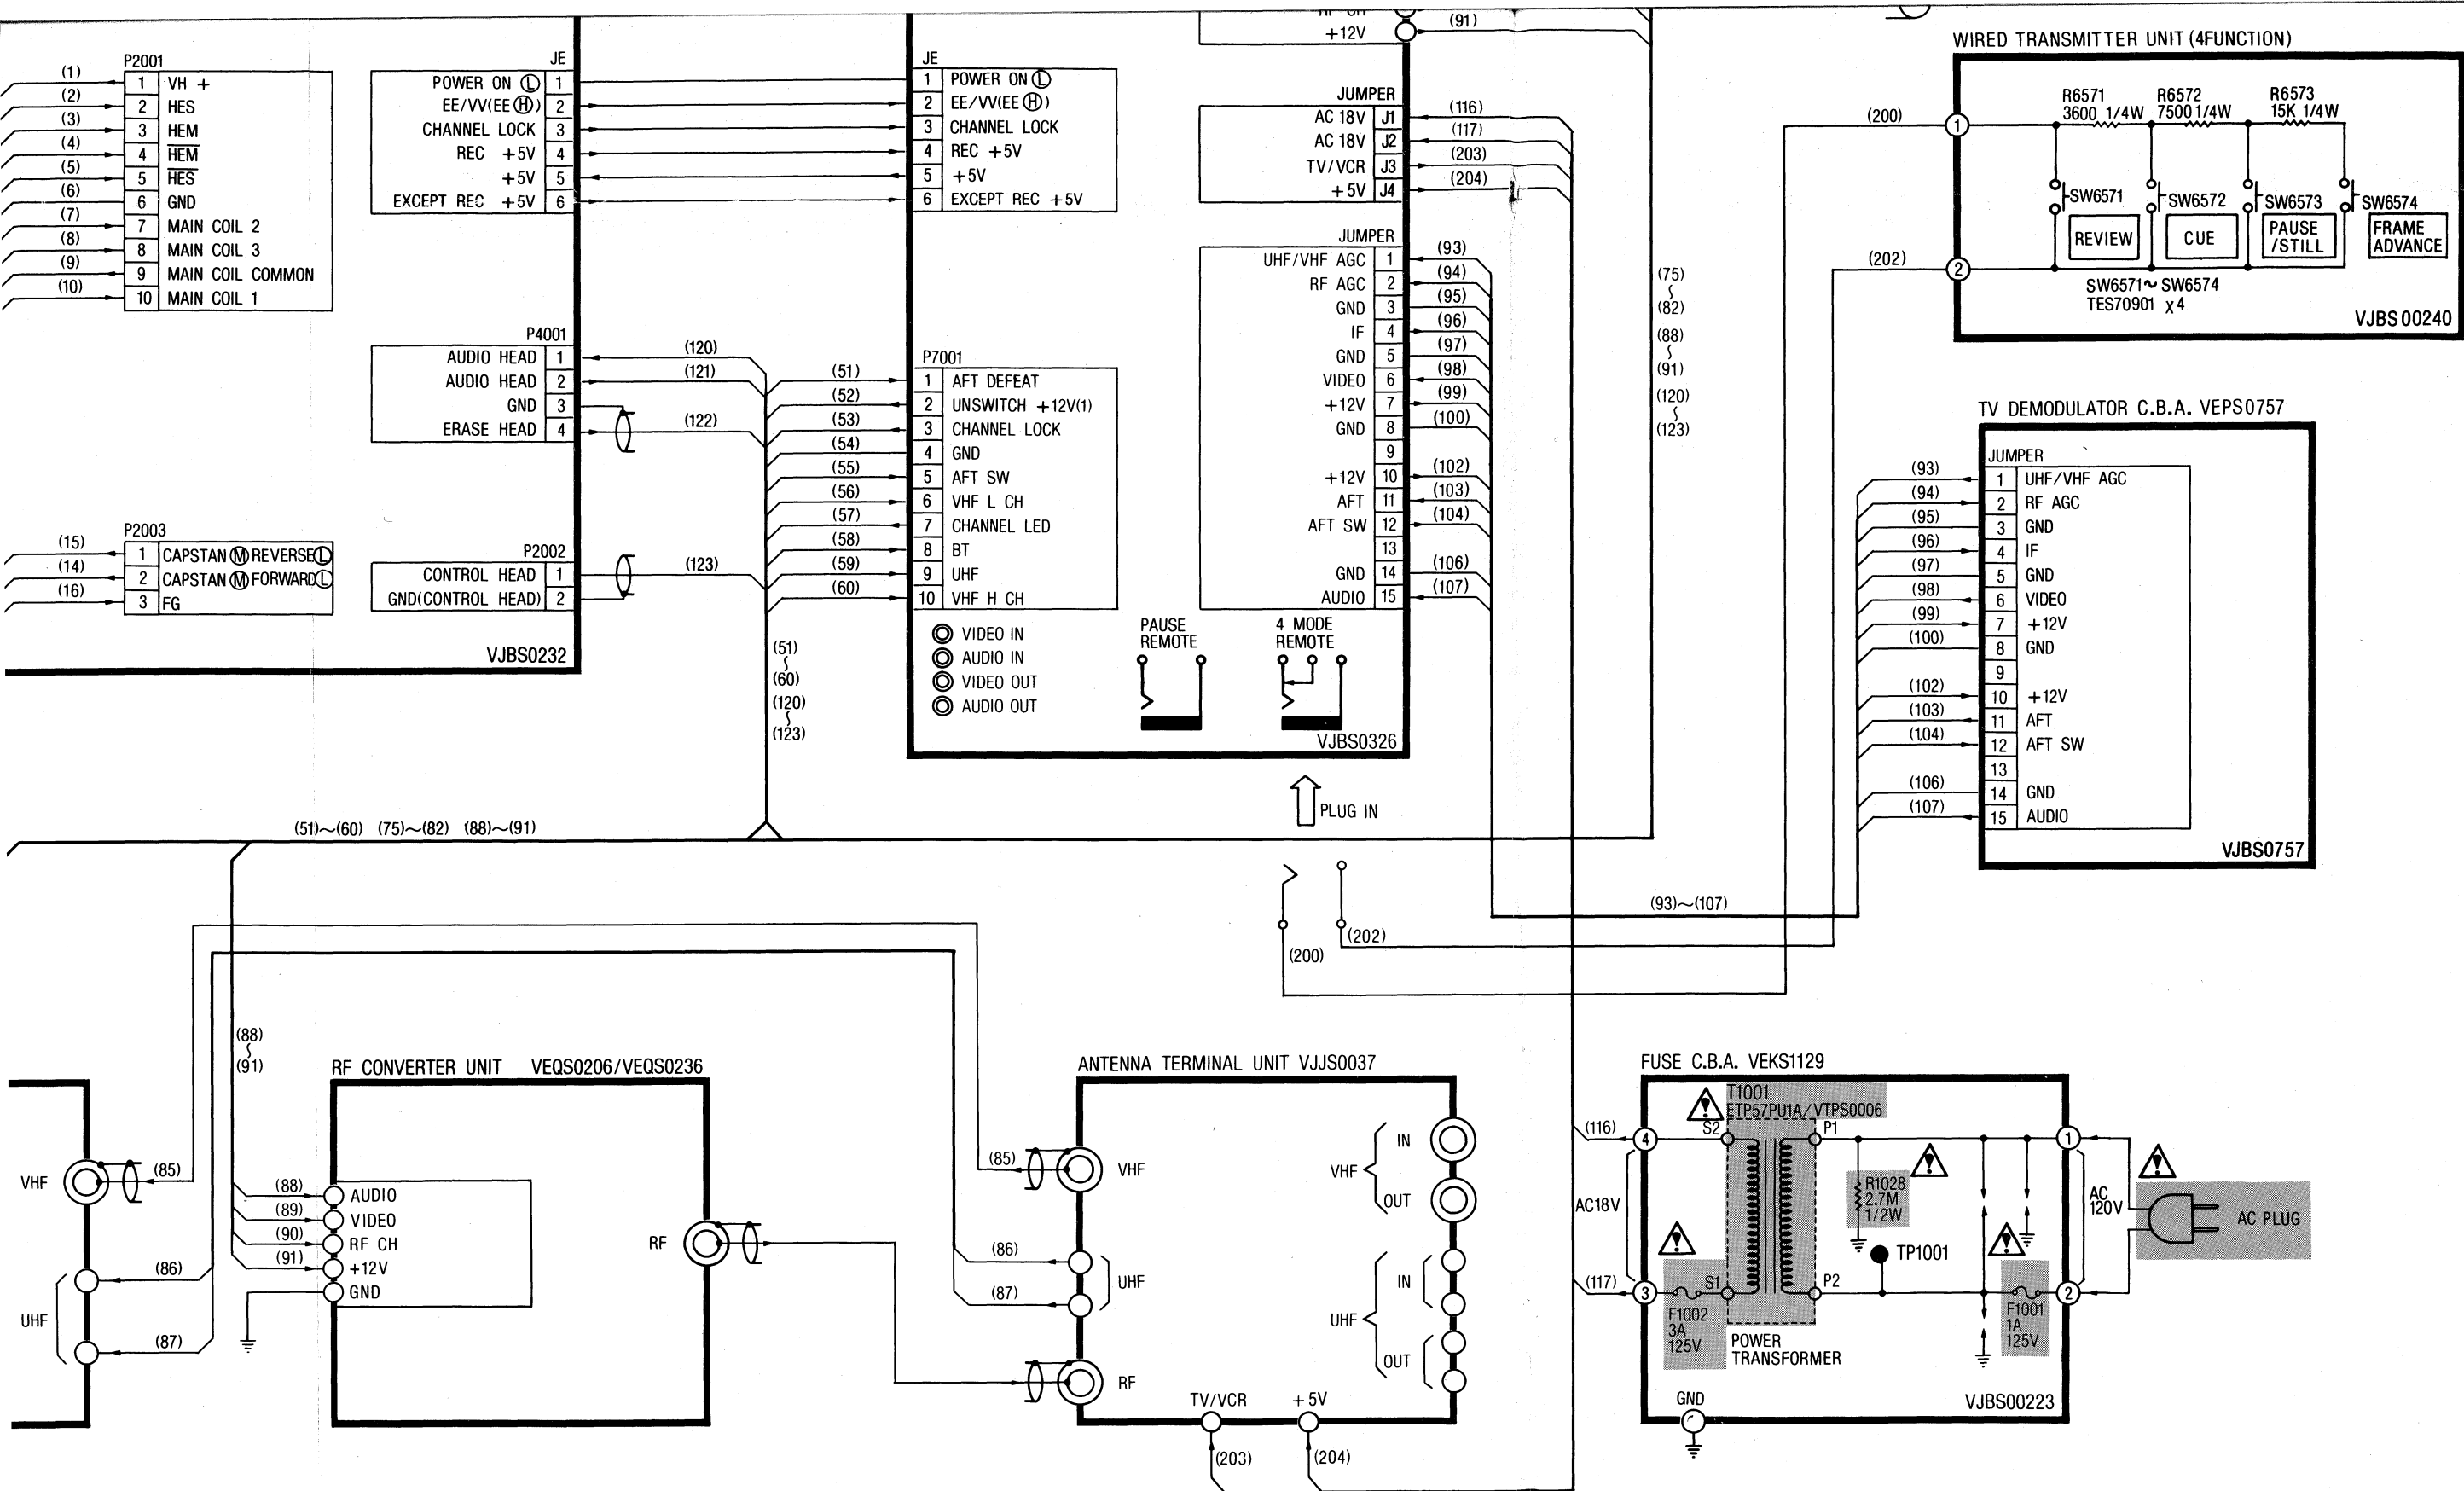 +12V
(91)
WIRED TRANSMITTER UNIT (4FUNCTION)
P2001
(1) 1 VH +
(2) 2 HES
(3) 3 HEM
(4) 4 HEM
(5) 5 HES
(6) 6 GND
(7) 7 MAIN COIL 2
(8) 8 MAIN COIL 3
(9) 9 MAIN COIL COMMON
(10) 10 MAIN COIL 1
JE
POWER ON Ⓛ 1
EE/VV(EE Ⓗ) 2
CHANNEL LOCK 3
REC +5V 4
+5V 5
EXCEPT REC +5V 6
P4001
AUDIO HEAD 1 (120)
AUDIO HEAD 2 (121)
GND 3
ERASE HEAD 4 (122)
P2003
(15) 1 CAPSTAN Ⓜ REVERSE Ⓛ
(14) 2 CAPSTAN Ⓜ FORWARD Ⓛ
(16) 3 FG
P2002
CONTROL HEAD 1 (123)
GND(CONTROL HEAD) 2
VJBS0232
JE
1 POWER ON Ⓛ
2 EE/VV(EE Ⓗ)
3 CHANNEL LOCK
4 REC +5V
5 +5V
6 EXCEPT REC +5V
P7001
(51) 1 AFT DEFEAT
(52) 2 UNSWITCH +12V(1)
(53) 3 CHANNEL LOCK
(54) 4 GND
(55) 5 AFT SW
(56) 6 VHF L CH
(57) 7 CHANNEL LED
(58) 8 BT
(59) 9 UHF
(60) 10 VHF H CH
VIDEO IN
AUDIO IN
VIDEO OUT
AUDIO OUT
PAUSE
REMOTE
4 MODE
REMOTE
VJBS0326
PLUG IN
JUMPER
AC 18V J1 (116)
AC 18V J2 (117)
TV/VCR J3 (203)
+5V J4 (204)
JUMPER
UHF/VHF AGC 1 (93)
RF AGC 2 (94)
GND 3 (95)
IF 4 (96)
GND 5 (97)
VIDEO 6 (98)
+12V 7 (99)
GND 8 (100)
9
+12V 10 (102)
AFT 11 (103)
AFT SW 12 (104)
13
GND 14 (106)
AUDIO 15 (107)
(51)
(60)
(120)
(123)
(75)
(82)
(88)
(91)
(120)
(123)
(200) 1
(202) 2
R6571
3600 1/4W
R6572
7500 1/4W
R6573
15K 1/4W
SW6571
SW6572
SW6573
SW6574
REVIEW
CUE
PAUSE
/STILL
FRAME
ADVANCE
SW6571~SW6574
TES70901 x4
VJBS00240
TV DEMODULATOR C.B.A. VEPS0757
JUMPER
(93) 1 UHF/VHF AGC
(94) 2 RF AGC
(95) 3 GND
(96) 4 IF
(97) 5 GND
(98) 6 VIDEO
(99) 7 +12V
(100) 8 GND
9
(102) 10 +12V
(103) 11 AFT
(104) 12 AFT SW
13
(106) 14 GND
(107) 15 AUDIO
VJBS0757
(51)~(60) (75)~(82) (88)~(91)
(93)~(107)
(202)
(200)
(88)
(91)
VHF
(85)
UHF
(86)
(87)
RF CONVERTER UNIT VEQS0206/VEQS0236
(88) AUDIO
(89) VIDEO
(90) RF CH
(91) +12V
GND
RF
ANTENNA TERMINAL UNIT VJJS0037
(85) VHF
(86)
UHF
(87)
RF
VHF
IN
OUT
UHF
IN
OUT
TV/VCR
+5V
(203)
(204)
FUSE C.B.A. VEKS1129
T1001
ETP57PU1A/VTPS0006
(116) 4 S2 P1 1
AC18V
(117) 3 S1 P2 2
R1028
2.7M
1/2W
TP1001
F1002
3A
125V
POWER
TRANSFORMER
F1001
1A
125V
AC
120V
AC PLUG
GND
VJBS00223